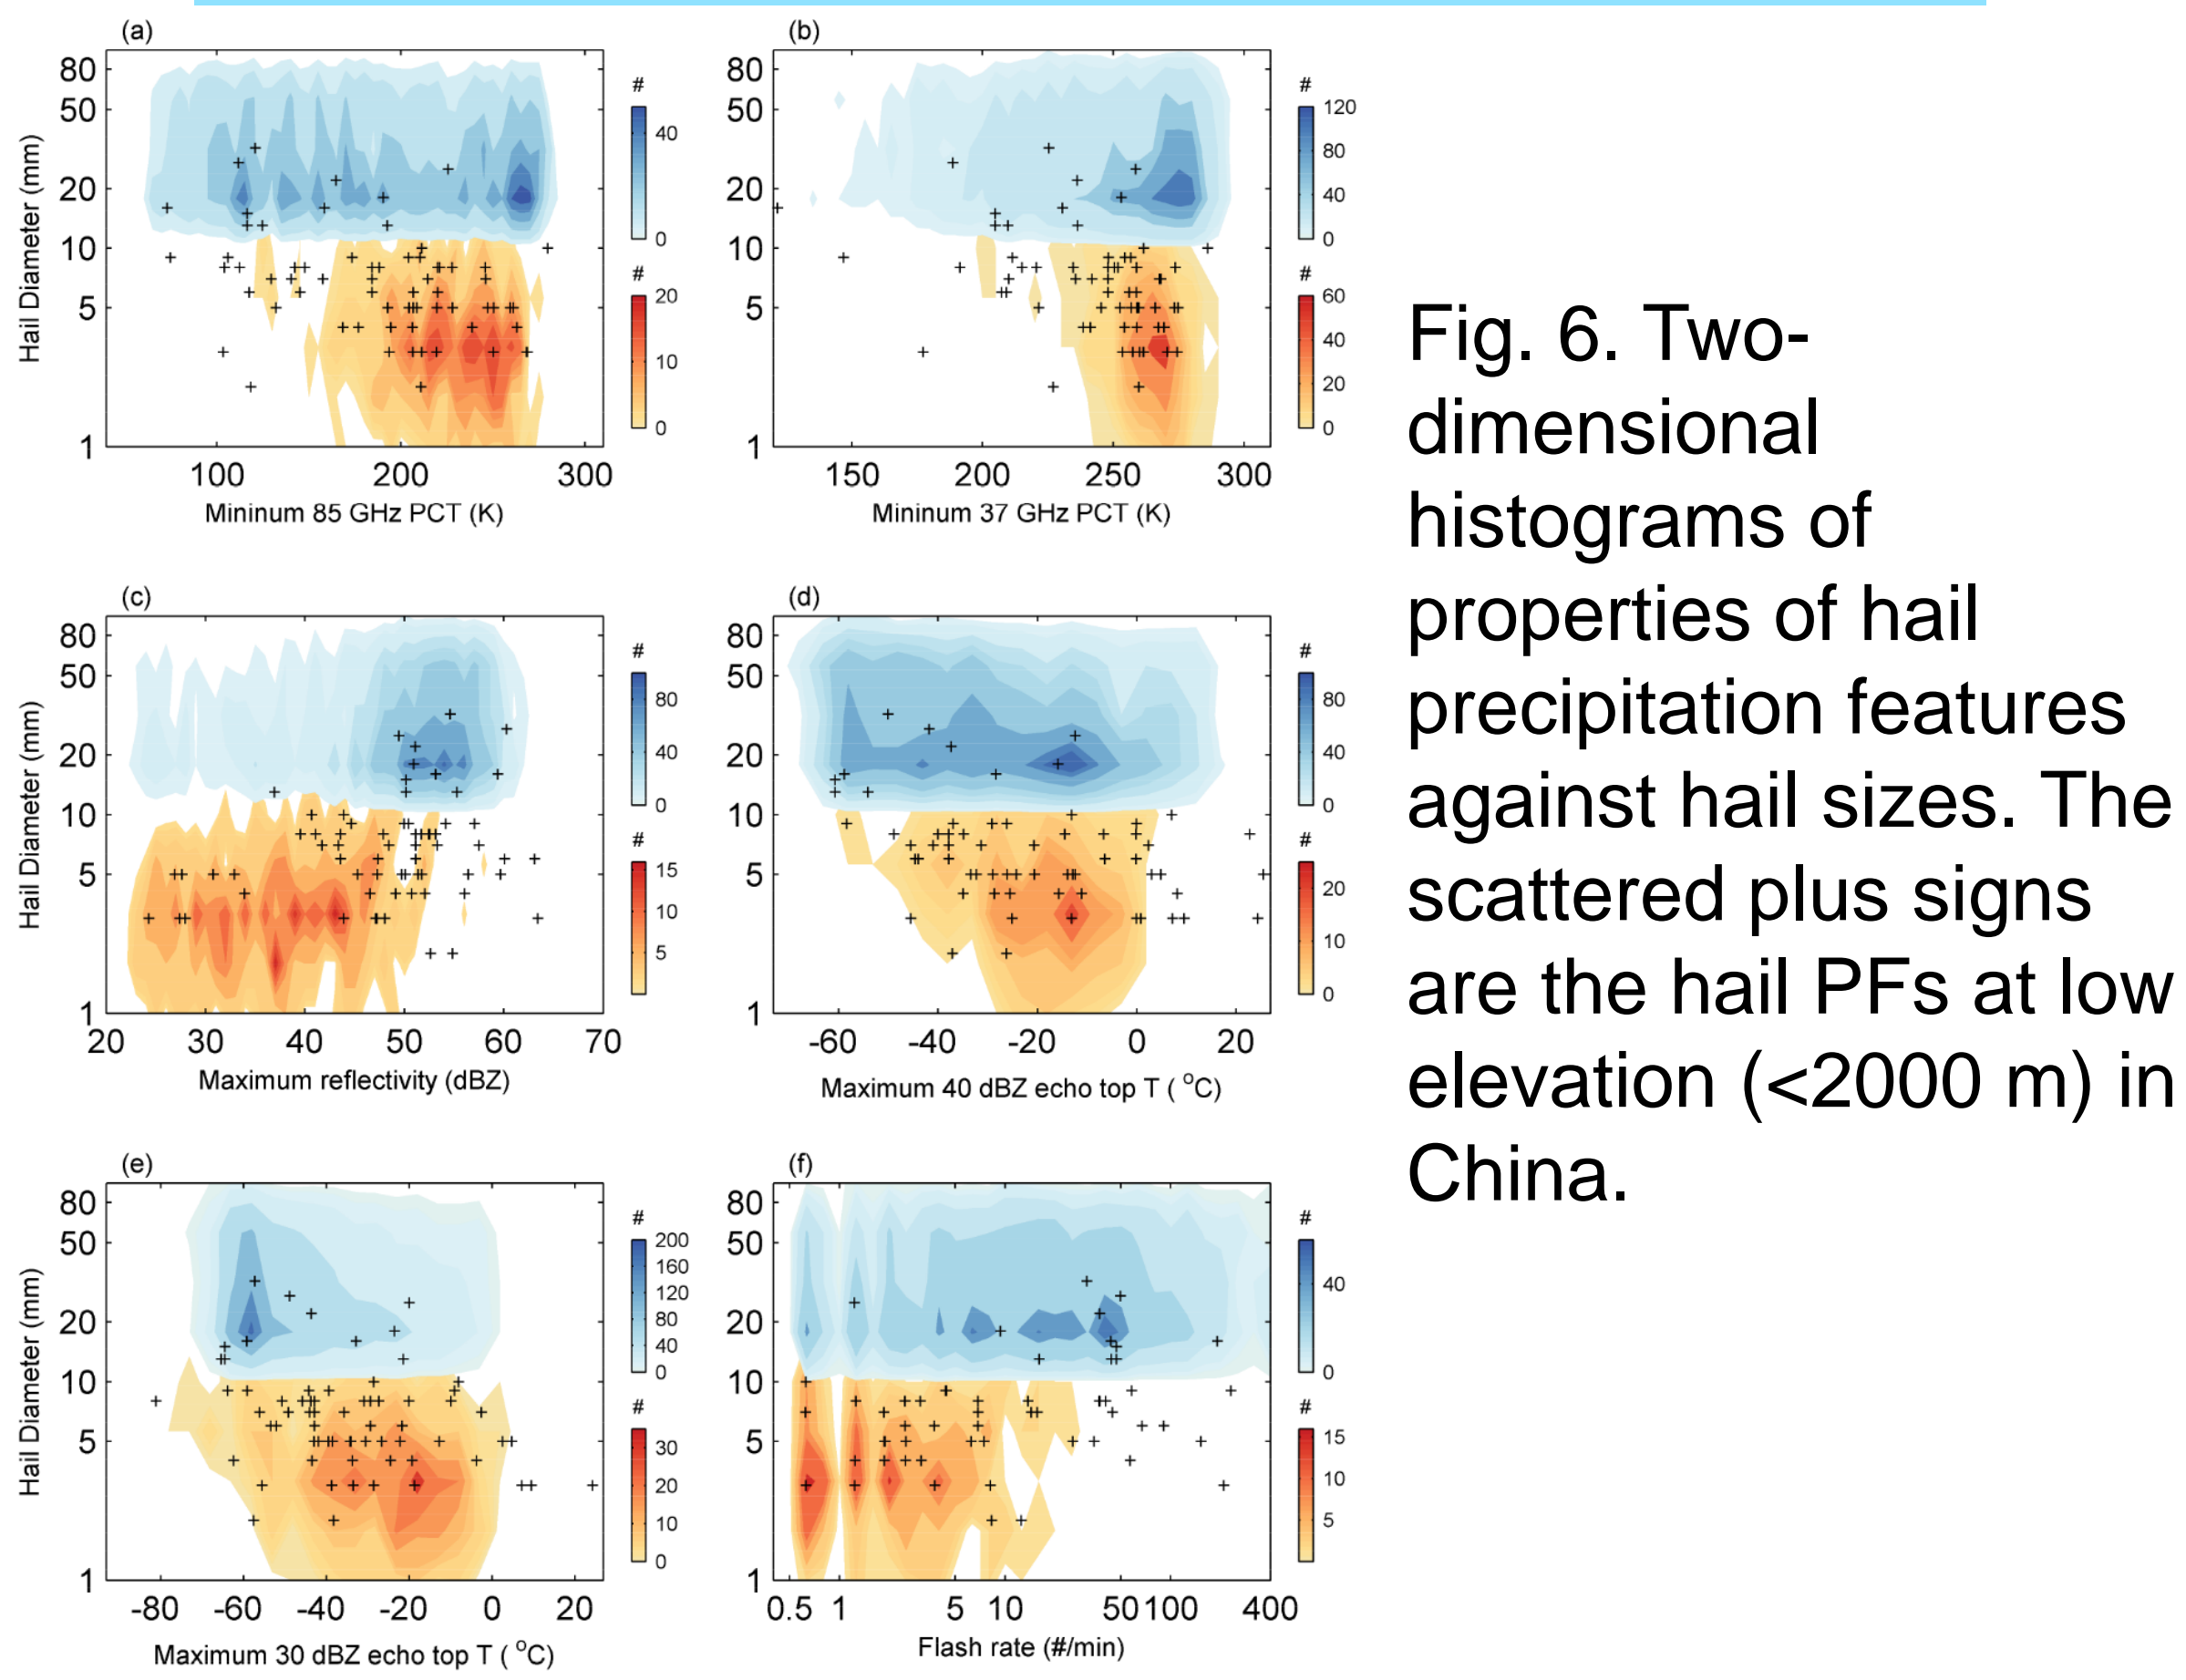 (a)
#
80
50
20
10
5
1
40
0
#
20
10
0
Hail Diameter (mm)
100 200 300
Mininum 85 GHz PCT (K)
(b)
#
80
50
20
10
5
1
120
80
40
0
#
60
40
20
0
150 200 250 300
Mininum 37 GHz PCT (K)
(c)
#
80
50
20
10
5
1
80
40
0
#
15
10
5
Hail Diameter (mm)
20 30 40 50 60 70
Maximum reflectivity (dBZ)
(d)
#
80
50
20
10
5
1
80
40
0
#
20
10
0
-60 -40 -20 0 20
Maximum 40 dBZ echo top T ( °C)
(e)
#
80
50
20
10
5
1
200
160
120
80
40
0
#
30
20
10
0
Hail Diameter (mm)
-80 -60 -40 -20 0 20
Maximum 30 dBZ echo top T ( °C)
(f)
#
80
50
20
10
5
1
40
0
#
15
10
5
0.5 1 5 10 50 100 400
Flash rate (#/min)
Fig. 6. Two-
dimensional
histograms of
properties of hail
precipitation features
against hail sizes. The
scattered plus signs
are the hail PFs at low
elevation (<2000 m) in
China.